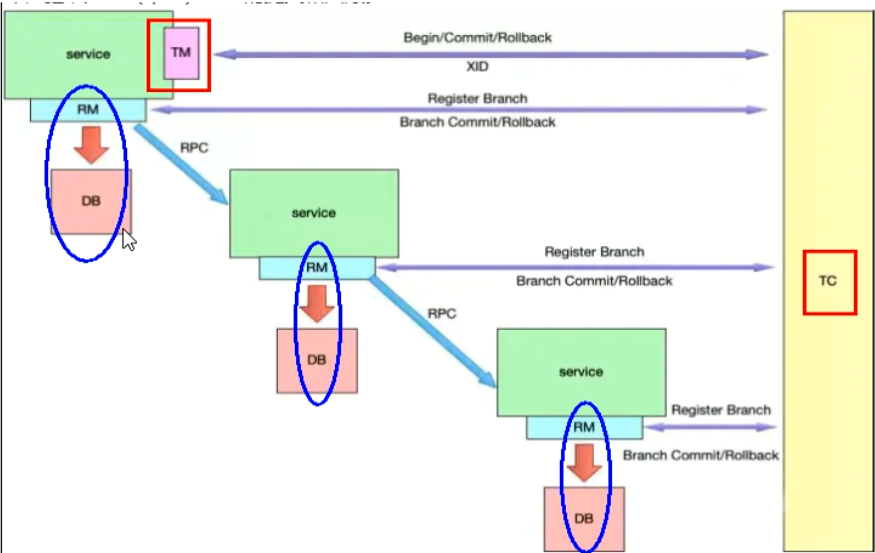 service
TM
Begin/Commit/Rollback
XID
RM
Register Branch
Branch Commit/Rollback
RPC
DB
service
RM
Register Branch
Branch Commit/Rollback
TC
RPC
DB
service
Register Branch
RM
Branch Commit/Rollback
DB